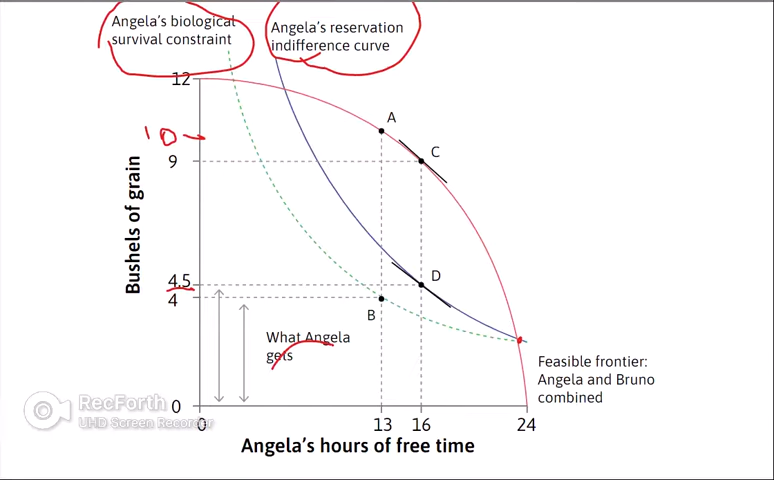 Angela's biological
survival constraint
Angela's reservation
indifference curve
12
10
A
9
C
Bushels of grain
4.5
D
4
B
What Angela
gets
Feasible frontier:
Angela and Bruno
combined
RecForth
UHD Screen Recorder
0
0
13
16
24
Angela's hours of free time